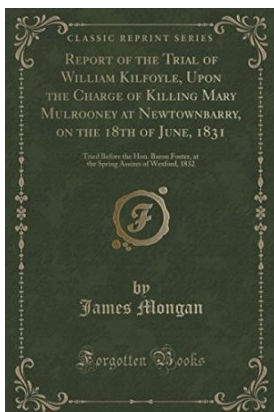 CLASSIC REPRINT SERIES
REPORT OF THE TRIAL OF
WILLIAM KILFOYLE, UPON
THE CHARGE OF KILLING MARY
MULROONEY AT NEWTOWNBARRY,
ON THE 18TH OF JUNE, 1831
Tried Before the Hon. Baron Foster, at
the Spring Assizes of Wexford, 1832
F
by
James Mongan
Forgotten Books